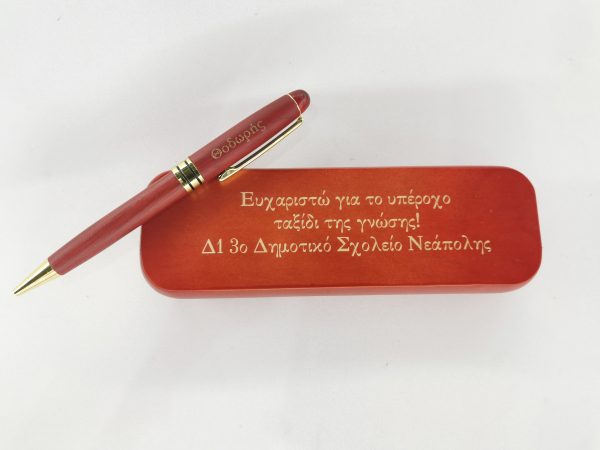 Θοδωρής
Ευχαριστώ για το υπέροχο
ταξίδι της γνώσης!
Δ1 3ο Δημοτικό Σχολείο Νεάπολης